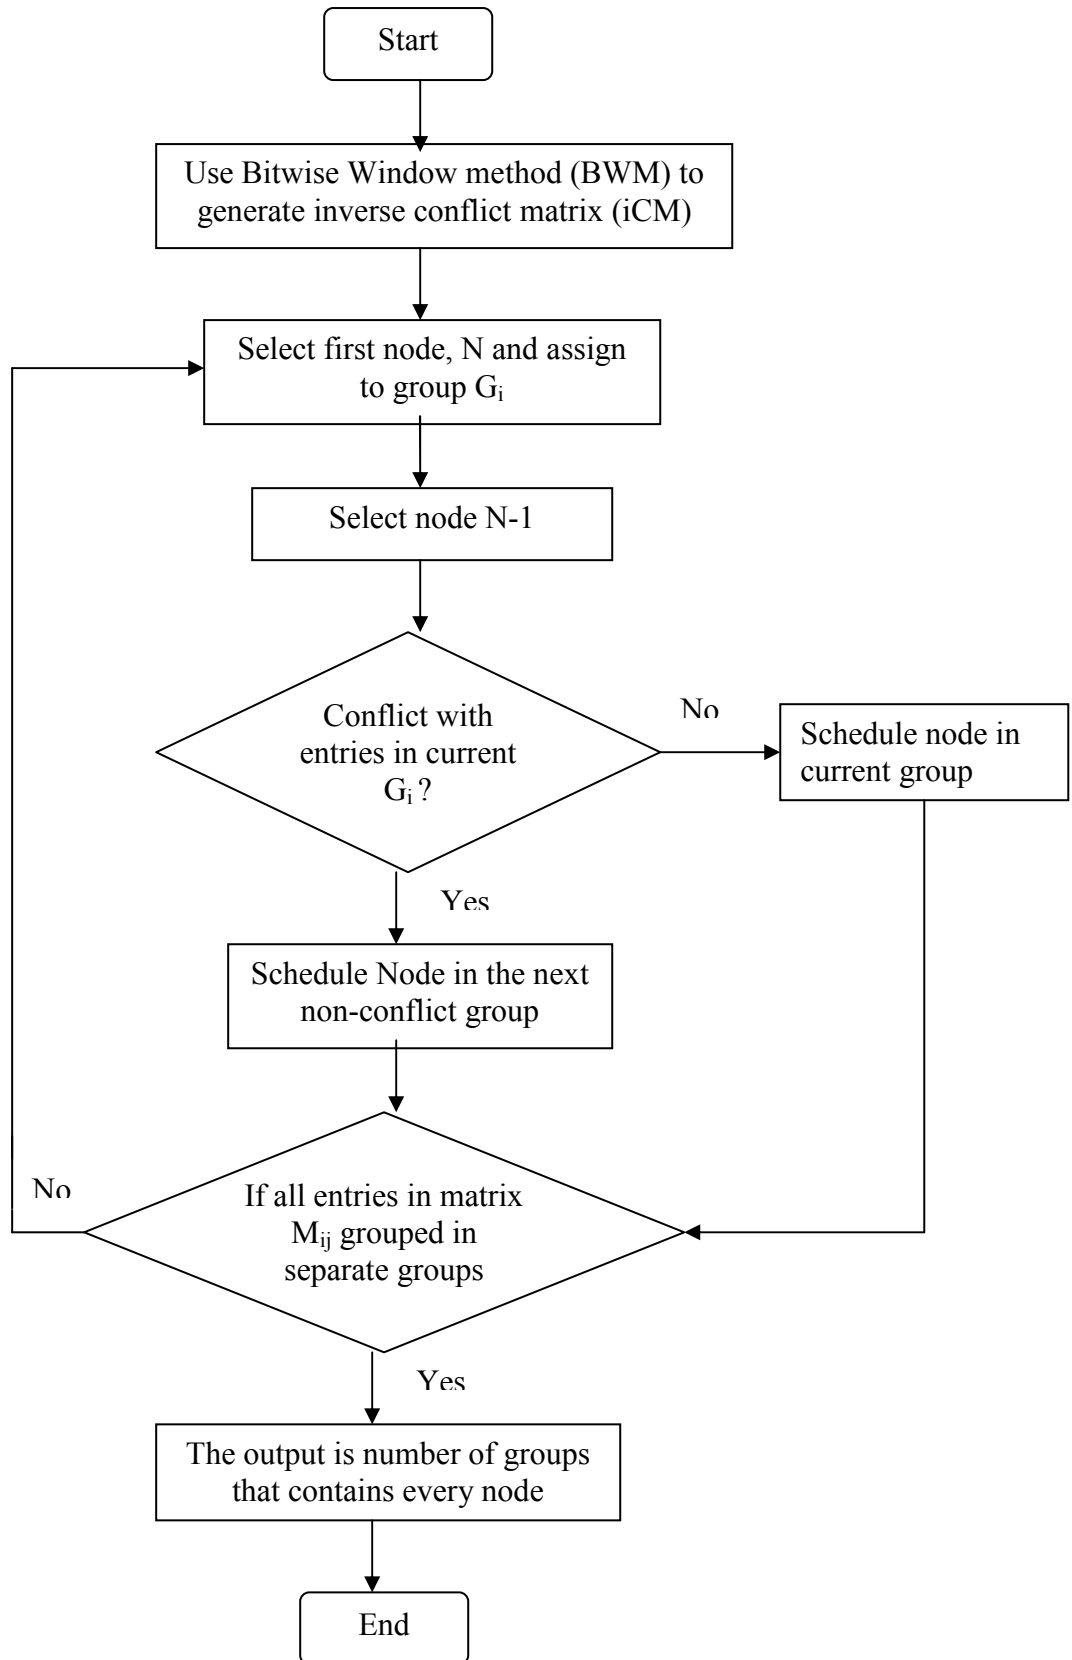 Start
Use Bitwise Window method (BWM) to
generate inverse conflict matrix (iCM)
Select first node, N and assign
to group Gi
Select node N-1
Conflict with
entries in current
Gi ?
No
Schedule node in
current group
Yes
Schedule Node in the next
non-conflict group
No
If all entries in matrix
Mij grouped in
separate groups
Yes
The output is number of groups
that contains every node
End